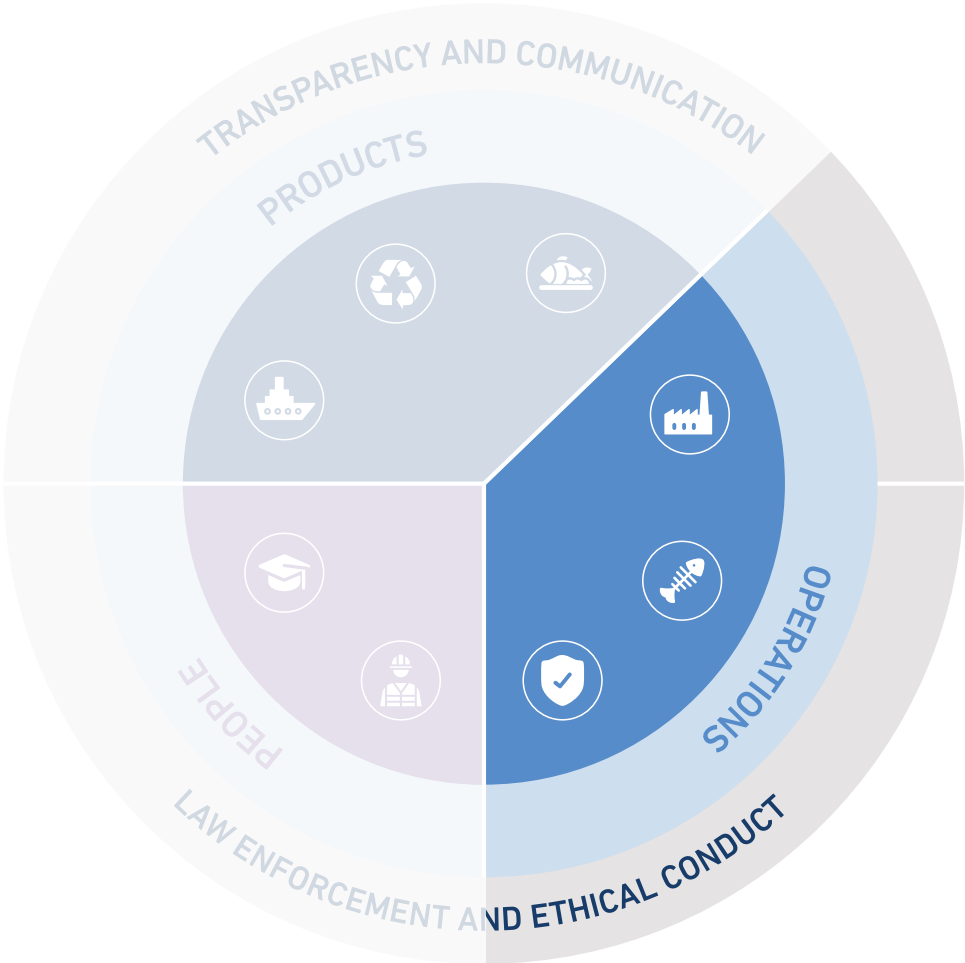 TRANSPARENCY AND COMMUNICATION
PRODUCTS
OPERATIONS
PEOPLE
LAW ENFORCEMENT AND ETHICAL CONDUCT